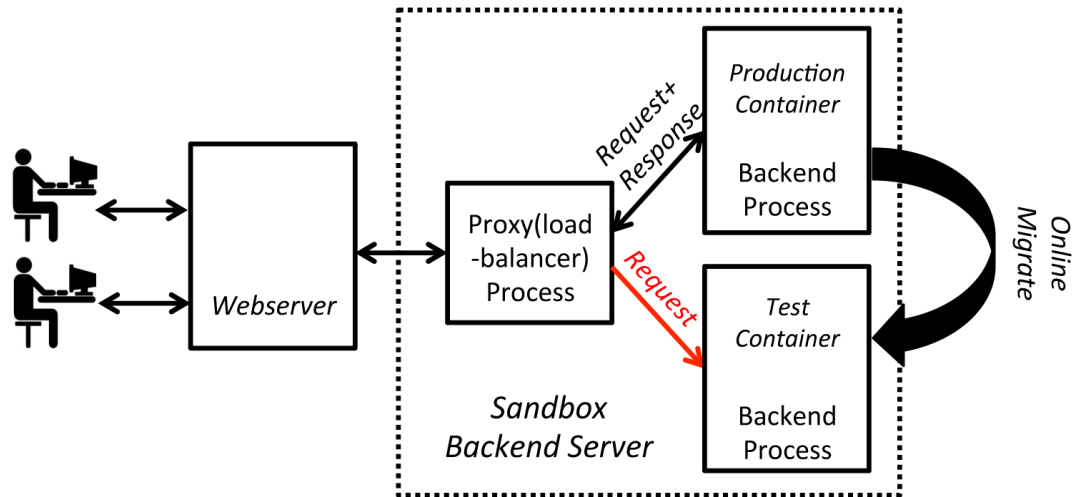 Webserver
Proxy(load
-balancer)
Process
Request+
Response
Request
Production
Container
Backend
Process
Test
Container
Backend
Process
Online
Migrate
Sandbox
Backend Server